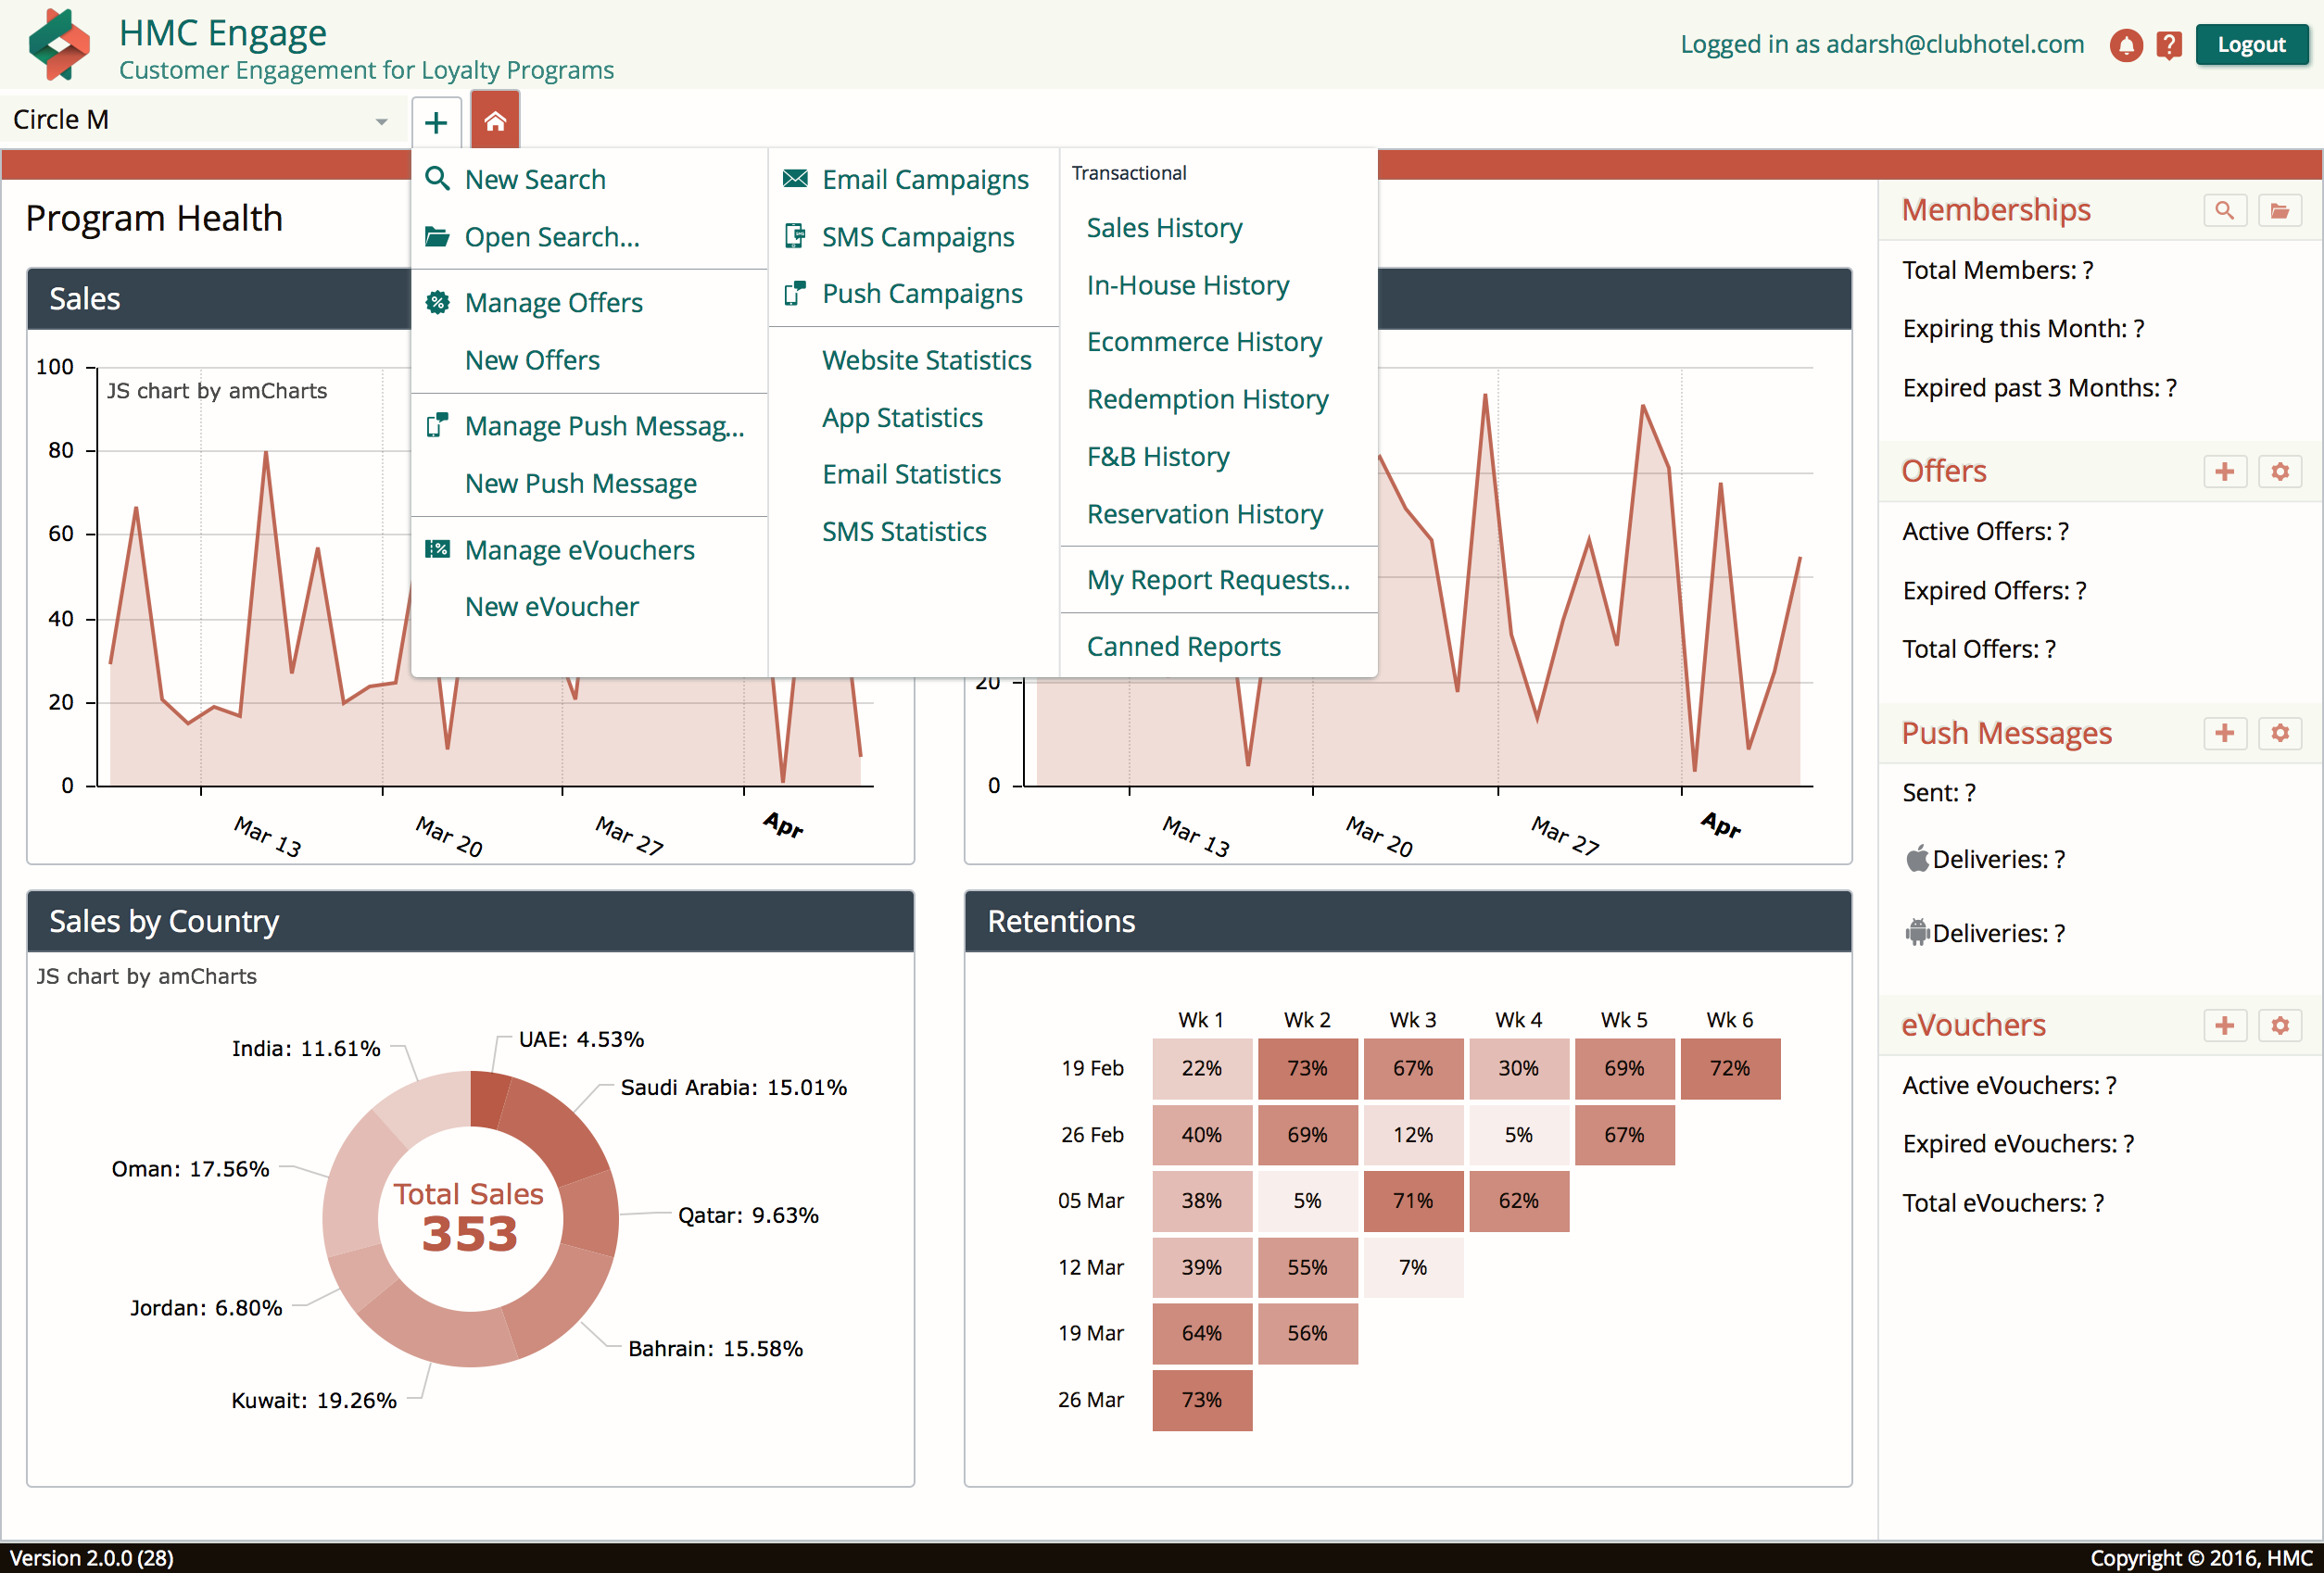 HMC Engage
Customer Engagement for Loyalty Programs
Logged in as adarsh@clubhotel.com
Logout
Circle M
New Search
Open Search...
Manage Offers
New Offers
Manage Push Messag...
New Push Message
Manage eVouchers
New eVoucher
Email Campaigns
SMS Campaigns
Push Campaigns
Website Statistics
App Statistics
Email Statistics
SMS Statistics
Transactional
Sales History
In-House History
Ecommerce History
Redemption History
F&B History
Reservation History
My Report Requests...
Canned Reports
Program Health
Sales
100
80
60
40
20
0
JS chart by amCharts
Mar 13
Mar 20
Mar 27
Apr
20
0
Mar 13
Mar 20
Mar 27
Apr
Sales by Country
JS chart by amCharts
India: 11.61%
UAE: 4.53%
Saudi Arabia: 15.01%
Oman: 17.56%
Qatar: 9.63%
Total Sales
353
Jordan: 6.80%
Bahrain: 15.58%
Kuwait: 19.26%
Retentions
Wk 1 Wk 2 Wk 3 Wk 4 Wk 5 Wk 6
19 Feb 22% 73% 67% 30% 69% 72%
26 Feb 40% 69% 12% 5% 67%
05 Mar 38% 5% 71% 62%
12 Mar 39% 55% 7%
19 Mar 64% 56%
26 Mar 73%
Memberships
Total Members: ?
Expiring this Month: ?
Expired past 3 Months: ?
Offers
Active Offers: ?
Expired Offers: ?
Total Offers: ?
Push Messages
Sent: ?
Deliveries: ?
Deliveries: ?
eVouchers
Active eVouchers: ?
Expired eVouchers: ?
Total eVouchers: ?
Version 2.0.0 (28)
Copyright © 2016, HMC